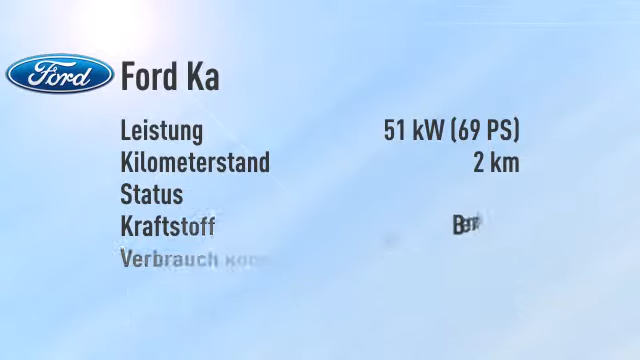 Ford
Ford Ka
Leistung 51 kW (69 PS)
Kilometerstand 2 km
Status
Kraftstoff
Verbrauch